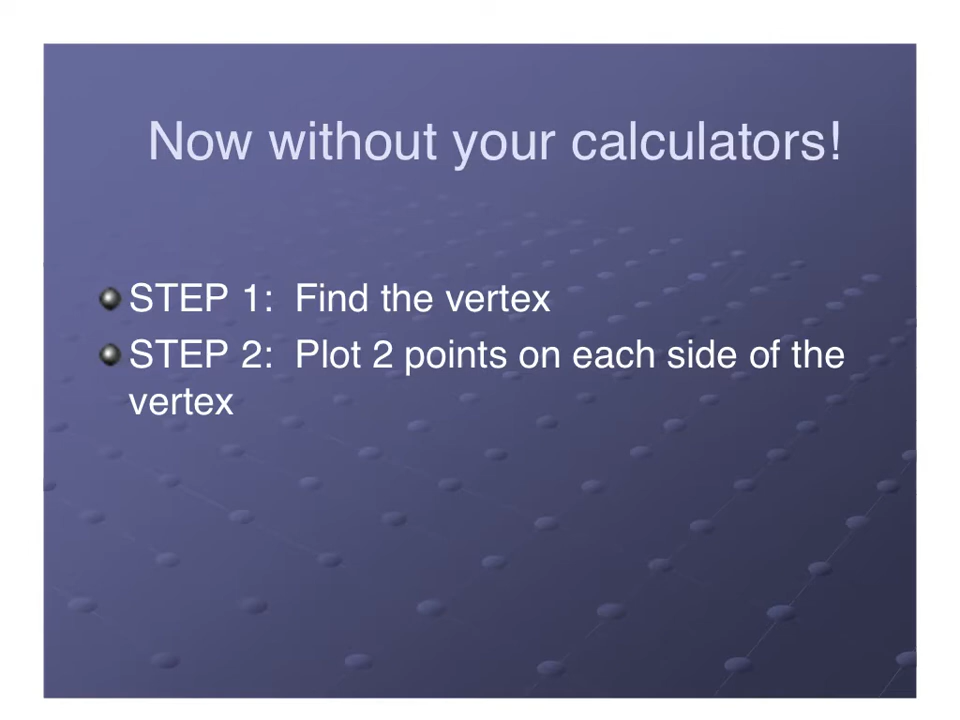 Now without your calculators!
STEP 1: Find the vertex
STEP 2: Plot 2 points on each side of the
vertex